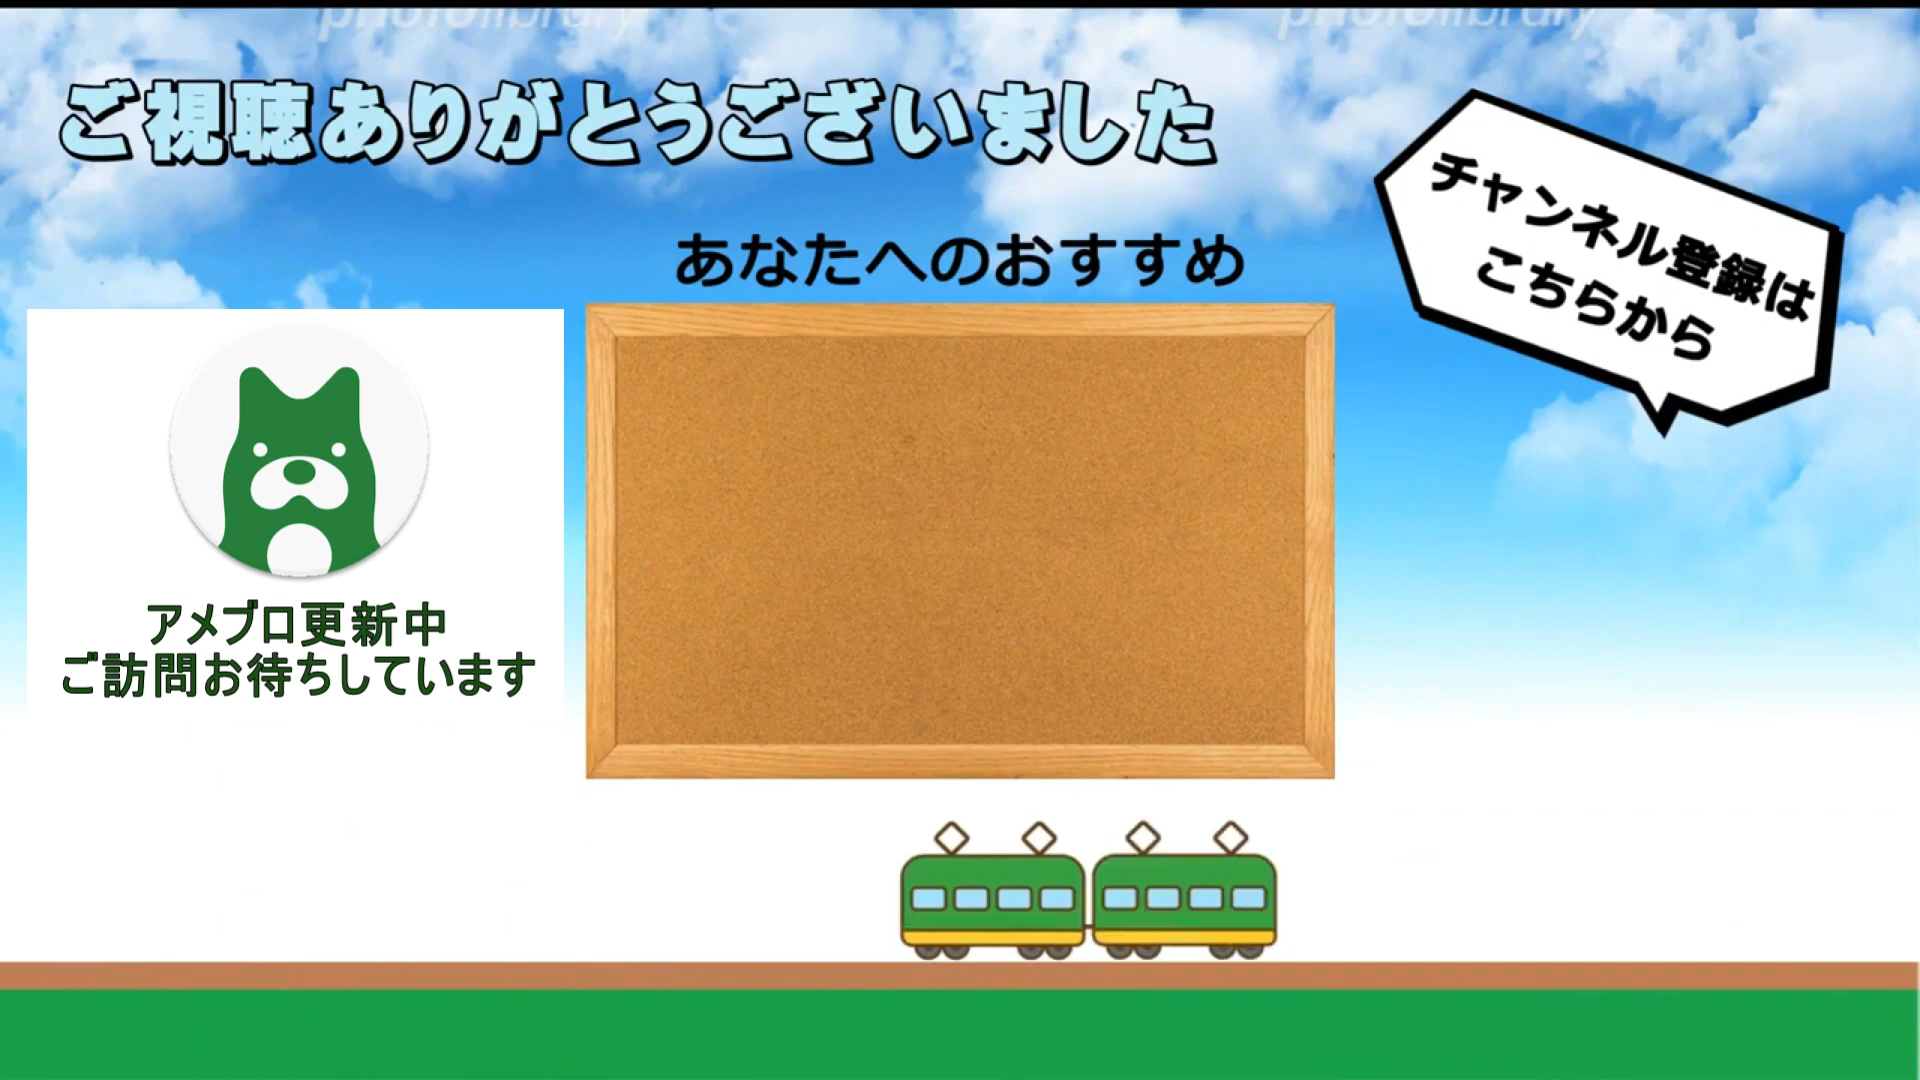 photolibrary photolibrary
ご視聴ありがとうございました
チャンネル登録は
こちらから
あなたへのおすすめ
アメブロ更新中
ご訪問お待ちしています